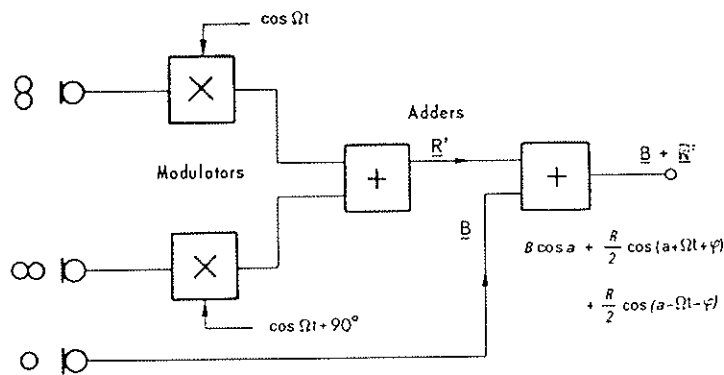 cos Ωt
Adders
R'
B + R'
Modulators
B
B cos a + R/2 cos (a+Ωt+φ)
+ R/2 cos (a-Ωt-φ)
cos Ωt + 90°